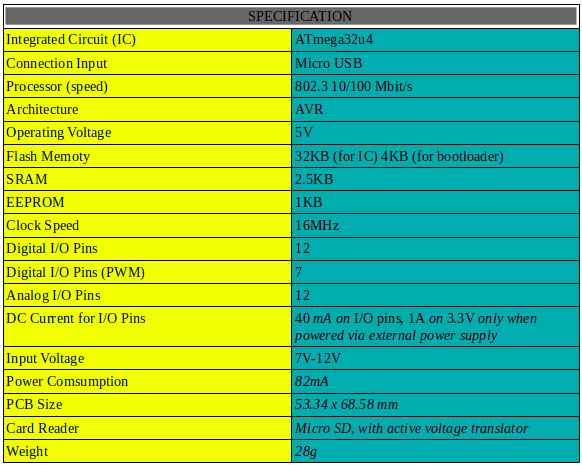 SPECIFICATION
Integrated Circuit (IC) ATmega32u4
Connection Input Micro USB
Processor (speed) 802.3 10/100 Mbit/s
Architecture AVR
Operating Voltage 5V
Flash Memoty 32KB (for IC) 4KB (for bootloader)
SRAM 2.5KB
EEPROM 1KB
Clock Speed 16MHz
Digital I/O Pins 12
Digital I/O Pins (PWM) 7
Analog I/O Pins 12
DC Current for I/O Pins 40 mA on I/O pins, 1A on 3.3V only when
powered via external power supply
Input Voltage 7V-12V
Power Comsumption 82mA
PCB Size 53.34 x 68.58 mm
Card Reader Micro SD, with active voltage translator
Weight 28g